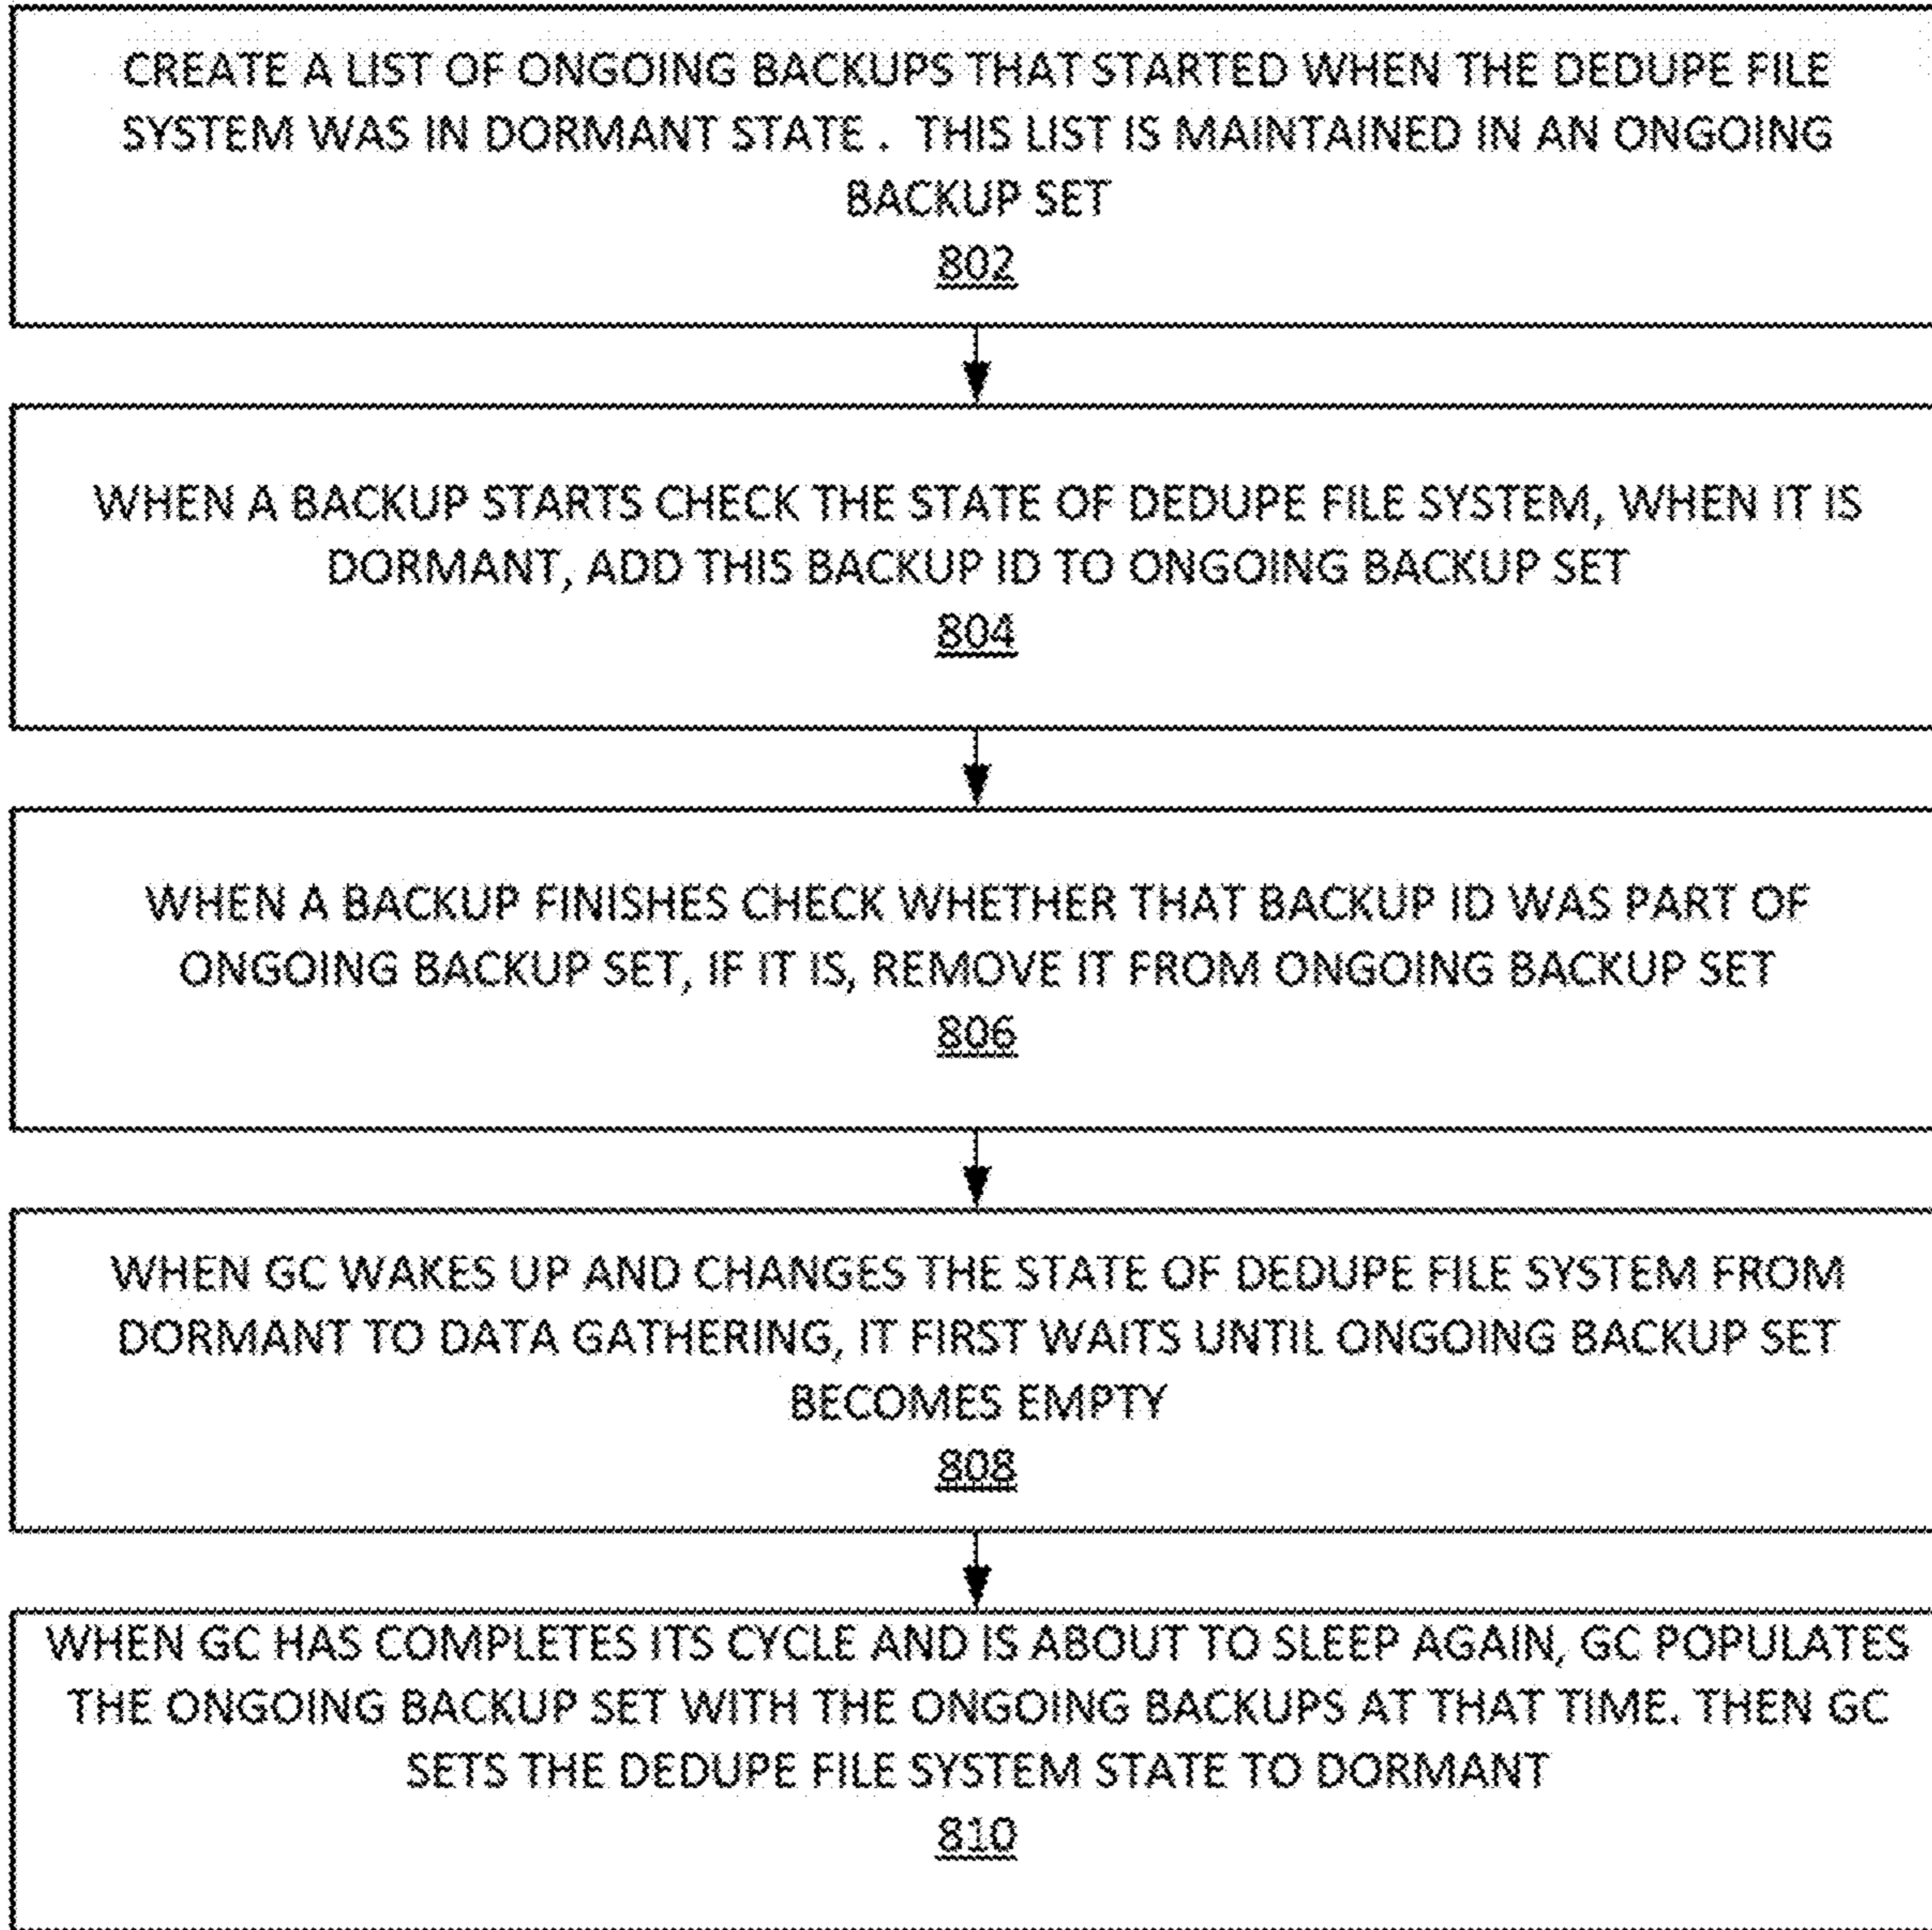 CREATE A LIST OF ONGOING BACKUPS THAT STARTED WHEN THE DEDUPE FILE
SYSTEM WAS IN DORMANT STATE . THIS LIST IS MAINTAINED IN AN ONGOING
BACKUP SET
802
WHEN A BACKUP STARTS CHECK THE STATE OF DEDUPE FILE SYSTEM, WHEN IT IS
DORMANT, ADD THIS BACKUP ID TO ONGOING BACKUP SET
804
WHEN A BACKUP FINISHES CHECK WHETHER THAT BACKUP ID WAS PART OF
ONGOING BACKUP SET, IF IT IS, REMOVE IT FROM ONGOING BACKUP SET
806
WHEN GC WAKES UP AND CHANGES THE STATE OF DEDUPE FILE SYSTEM FROM
DORMANT TO DATA GATHERING, IT FIRST WAITS UNTIL ONGOING BACKUP SET
BECOMES EMPTY
808
WHEN GC HAS COMPLETES ITS CYCLE AND IS ABOUT TO SLEEP AGAIN, GC POPULATES
THE ONGOING BACKUP SET WITH THE ONGOING BACKUPS AT THAT TIME. THEN GC
SETS THE DEDUPE FILE SYSTEM STATE TO DORMANT
810